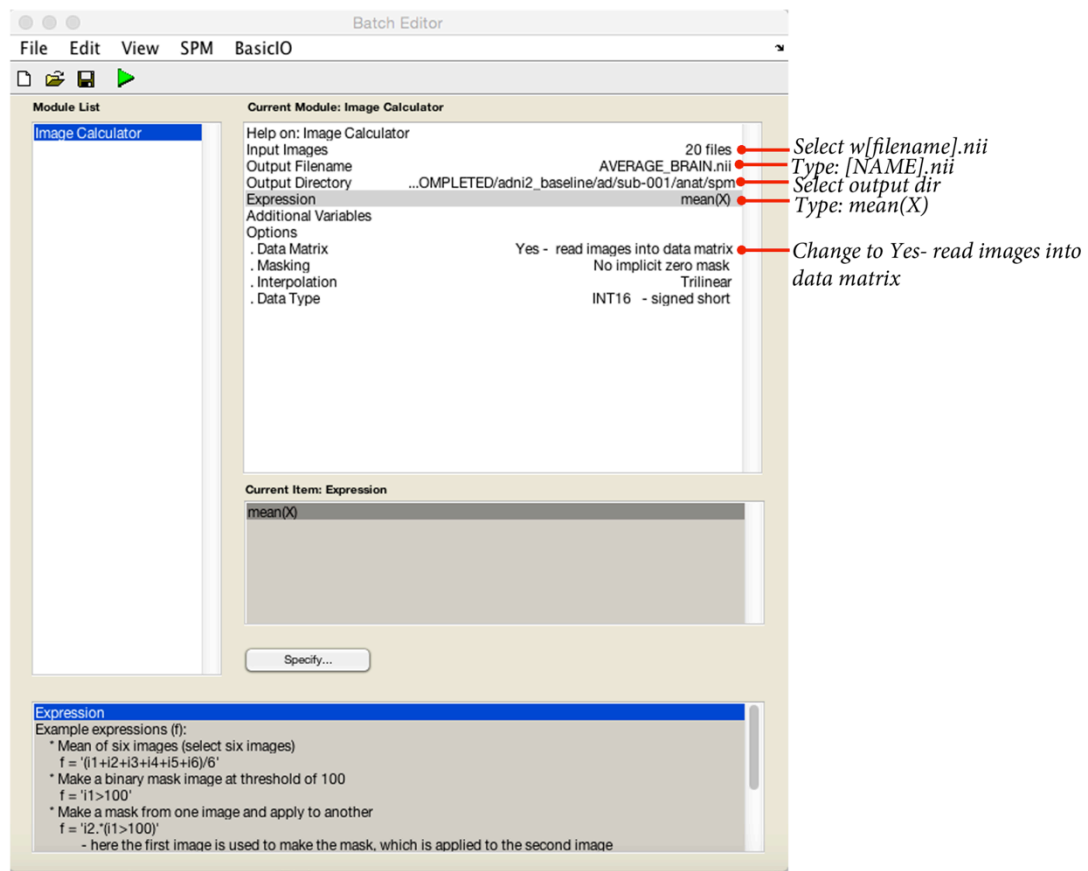 Batch Editor
File Edit View SPM BasicIO
Module List
Image Calculator
Current Module: Image Calculator
Help on: Image Calculator
Input Images 20 files
Output Filename AVERAGE_BRAIN.nii
Output Directory ...OMPLETED/adni2_baseline/ad/sub-001/anat/spm
Expression mean(X)
Additional Variables
Options
. Data Matrix Yes - read images into data matrix
. Masking No implicit zero mask
. Interpolation Trilinear
. Data Type INT16 - signed short
Select w[filename].nii
Type: [NAME].nii
Select output dir
Type: mean(X)
Change to Yes- read images into
data matrix
Current Item: Expression
mean(X)
Specify...
Expression
Example expressions (f):
* Mean of six images (select six images)
f = '(i1+i2+i3+i4+i5+i6)/6'
* Make a binary mask image at threshold of 100
f = 'i1>100'
* Make a mask from one image and apply to another
f = 'i2.*(i1>100)'
- here the first image is used to make the mask, which is applied to the second image